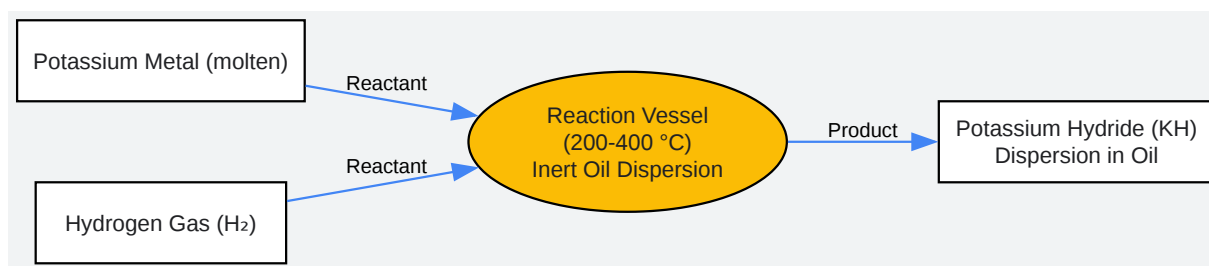 Potassium Metal (molten)
Reactant
Reaction Vessel
(200-400 °C)
Inert Oil Dispersion
Product
Potassium Hydride (KH)
Dispersion in Oil
Reactant
Hydrogen Gas (H₂)